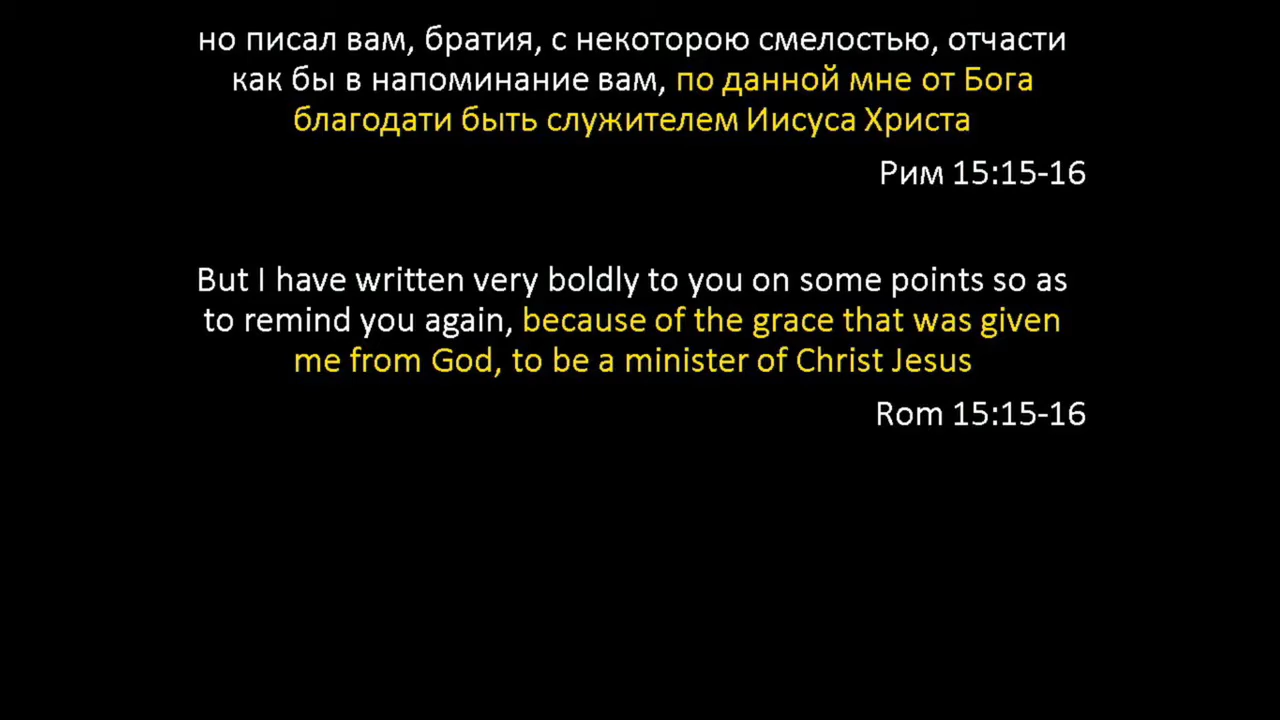 но писал вам, братия, с некоторою смелостью, отчасти
как бы в напоминание вам, по данной мне от Бога
благодати быть служителем Иисуса Христа
Рим 15:15-16
But I have written very boldly to you on some points so as
to remind you again, because of the grace that was given
me from God, to be a minister of Christ Jesus
Rom 15:15-16